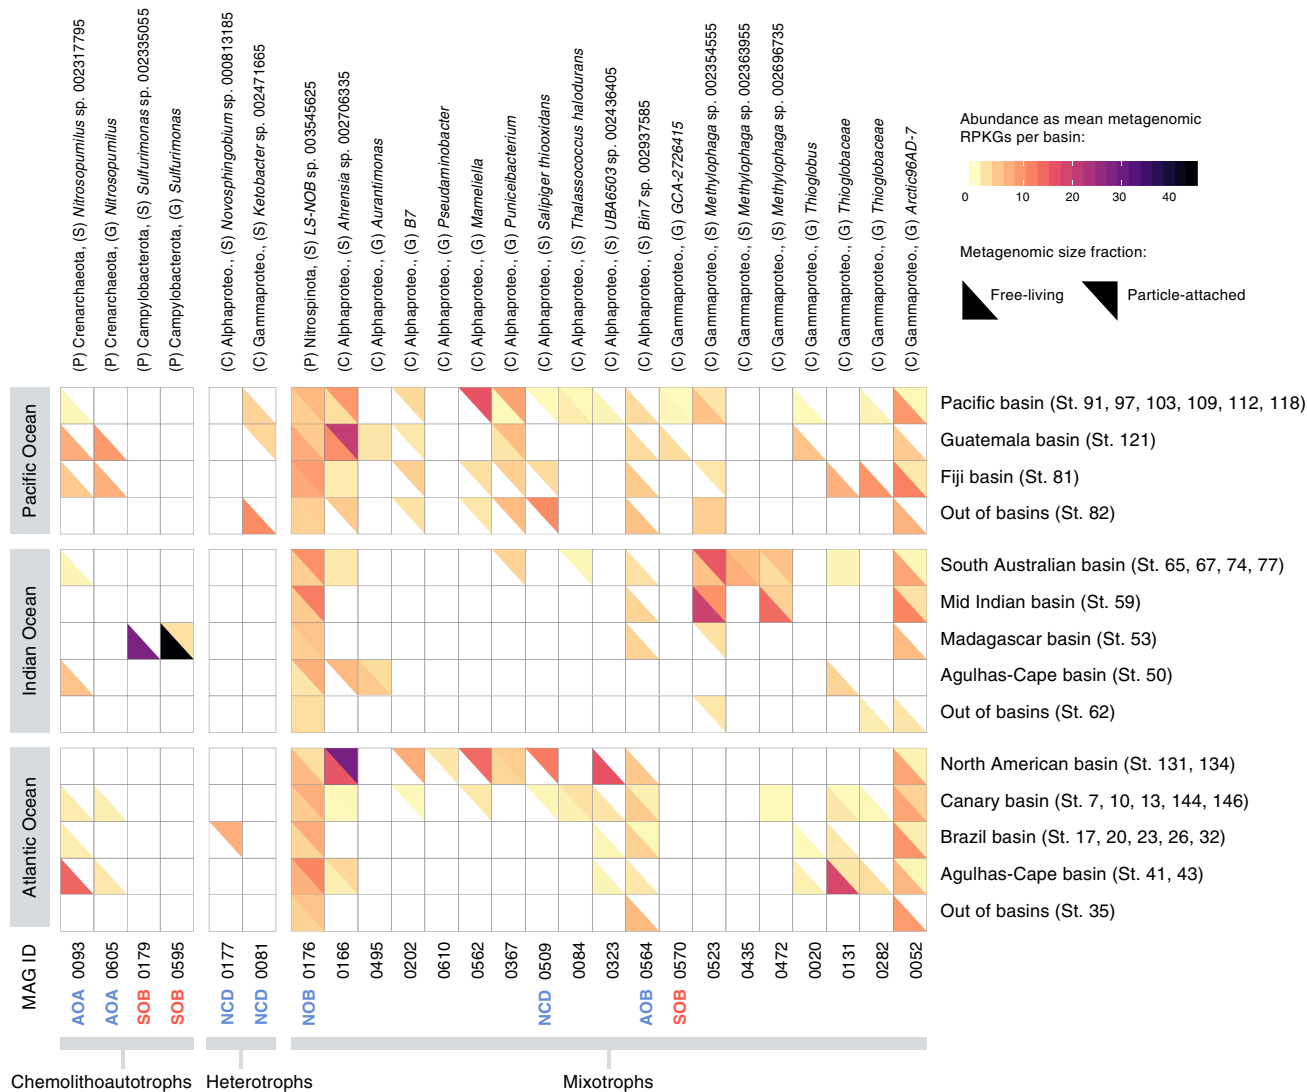 (P) Crenarchaeota, (S) Nitrosopumilus sp. 002317795
(P) Crenarchaeota, (G) Nitrosopumilus
(P) Campylobacterota, (S) Sulfurimonas sp. 002335055
(P) Campylobacterota, (G) Sulfurimonas
(C) Alphaproteo., (S) Novosphingobium sp. 000813185
(C) Gammaproteo., (S) Ketobacter sp. 002471665
(P) Nitrospinota, (S) LS-NOB sp. 003545625
(C) Alphaproteo., (S) Ahrensia sp. 002706335
(C) Alphaproteo., (G) Aurantimonas
(C) Alphaproteo., (G) B7
(C) Alphaproteo., (G) Pseudaminobacter
(C) Alphaproteo., (G) Mameliella
(C) Alphaproteo., (G) Puniceibacterium
(C) Alphaproteo., (S) Salipiger thiooxidans
(C) Alphaproteo., (S) Thalassococcus halodurans
(C) Alphaproteo., (S) UBA6503 sp. 002436405
(C) Alphaproteo., (S) Bin7 sp. 002937585
(C) Gammaproteo., (G) GCA-2726415
(C) Gammaproteo., (S) Methylophaga sp. 002354555
(C) Gammaproteo., (S) Methylophaga sp. 002363955
(C) Gammaproteo., (S) Methylophaga sp. 002696735
(C) Gammaproteo., (G) Thioglobus
(C) Gammaproteo., (G) Thioglobaceae
(C) Gammaproteo., (G) Thioglobaceae
(C) Gammaproteo., (G) Arctic96AD-7
Abundance as mean metagenomic
RPKGs per basin:
0 10 20 30 40
Metagenomic size fraction:
Free-living
Particle-attached
Pacific Ocean
Pacific basin (St. 91, 97, 103, 109, 112, 118)
Guatemala basin (St. 121)
Fiji basin (St. 81)
Out of basins (St. 82)
Indian Ocean
South Australian basin (St. 65, 67, 74, 77)
Mid Indian basin (St. 59)
Madagascar basin (St. 53)
Agulhas-Cape basin (St. 50)
Out of basins (St. 62)
Atlantic Ocean
North American basin (St. 131, 134)
Canary basin (St. 7, 10, 13, 144, 146)
Brazil basin (St. 17, 20, 23, 26, 32)
Agulhas-Cape basin (St. 41, 43)
Out of basins (St. 35)
MAG ID
AOA 0093
AOA 0605
SOB 0179
SOB 0595
NCD 0177
NCD 0081
NOB 0176
0166
0495
0202
0610
0562
0367
NCD 0509
0084
0323
AOB 0564
SOB 0570
0523
0435
0472
0020
0131
0282
0052
Chemolithoautotrophs
Heterotrophs
Mixotrophs